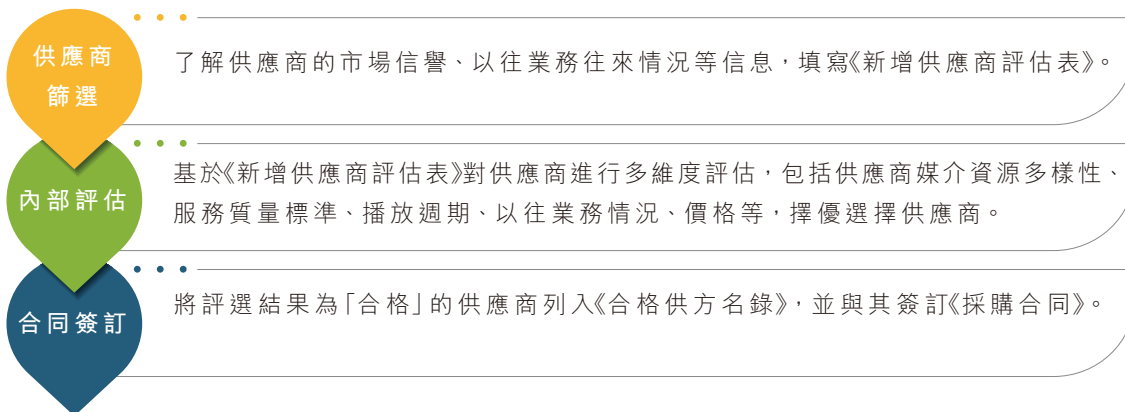 供應商
篩選
了解供應商的市場信譽、以往業務往來情況等信息，填寫《新增供應商評估表》。
內部評估
基於《新增供應商評估表》對供應商進行多維度評估，包括供應商媒介資源多樣性、
服務質量標準、播放週期、以往業務情況、價格等，擇優選擇供應商。
合同簽訂
將評選結果為「合格」的供應商列入《合格供方名錄》，並與其簽訂《採購合同》。